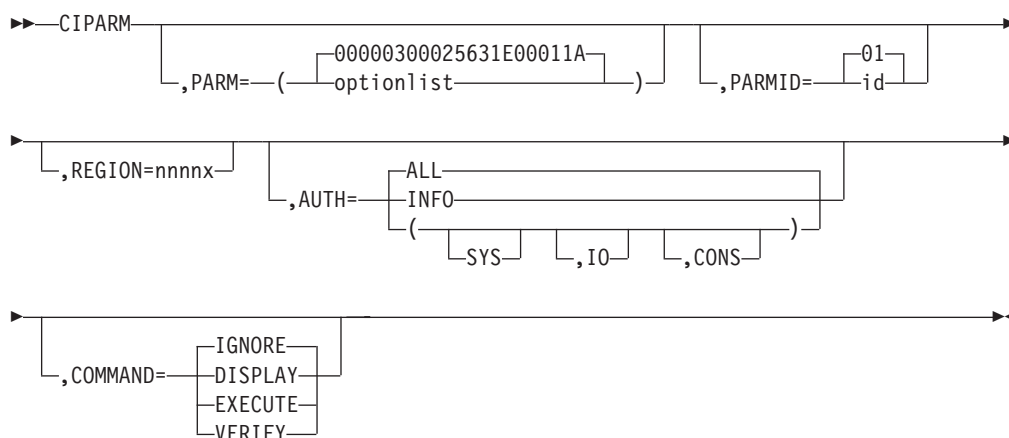 CIPARM
00000300025631E00011A
01
,PARM= ( optionlist )
,PARMID= id
,REGION=nnnnx
ALL
,AUTH= INFO
( SYS ,IO ,CONS )
IGNORE
,COMMAND= DISPLAY
EXECUTE
VERIFY